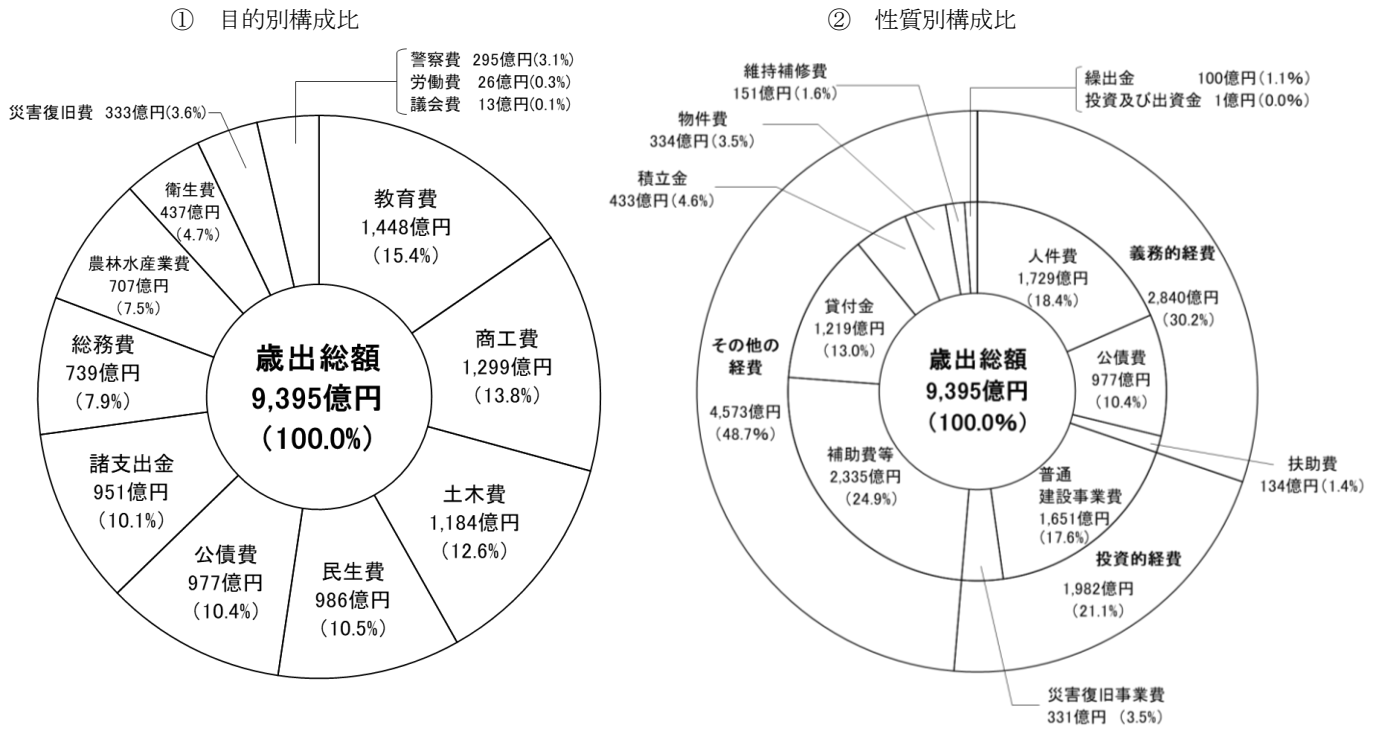 ① 目的別構成比
警察費 295億円(3.1%)
労働費 26億円(0.3%)
議会費 13億円(0.1%)
災害復旧費 333億円(3.6%)
衛生費
437億円
(4.7%)
農林水産業費
707億円
(7.5%)
総務費
739億円
(7.9%)
諸支出金
951億円
(10.1%)
公債費
977億円
(10.4%)
民生費
986億円
(10.5%)
土木費
1,184億円
(12.6%)
商工費
1,299億円
(13.8%)
教育費
1,448億円
(15.4%)
歳出総額
9,395億円
(100.0%)
② 性質別構成比
維持補修費
151億円(1.6%)
繰出金 100億円(1.1%)
投資及び出資金 1億円(0.0%)
物件費
334億円(3.5%)
積立金
433億円(4.6%)
貸付金
1,219億円
(13.0%)
その他の
経費
4,573億円
(48.7%)
補助費等
2,335億円
(24.9%)
人件費
1,729億円
(18.4%)
義務的経費
2,840億円
(30.2%)
公債費
977億円
(10.4%)
扶助費
134億円(1.4%)
普通
建設事業費
1,651億円
(17.6%)
投資的経費
1,982億円
(21.1%)
災害復旧事業費
331億円 (3.5%)
歳出総額
9,395億円
(100.0%)